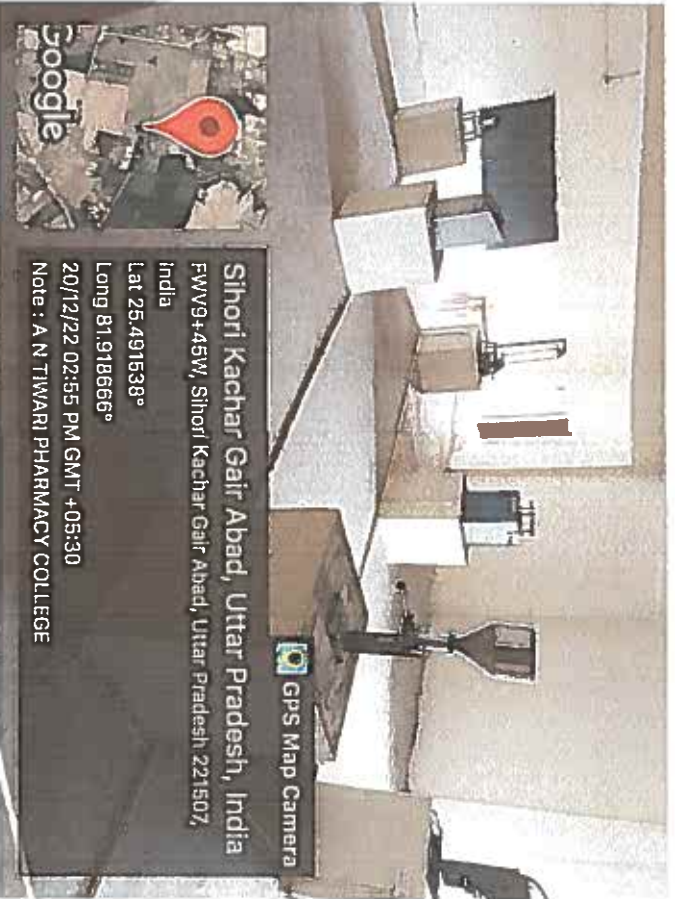 GPS Map Camera
Sihori Kachar Gair Abad, Uttar Pradesh, India
FWV9+45W, Sihori Kachar Gair Abad, Uttar Pradesh 221507,
India
Lat 25.491538°
Long 81.918666°
20/12/22 02:55 PM GMT +05:30
Note : A N TIWARI PHARMACY COLLEGE
Google